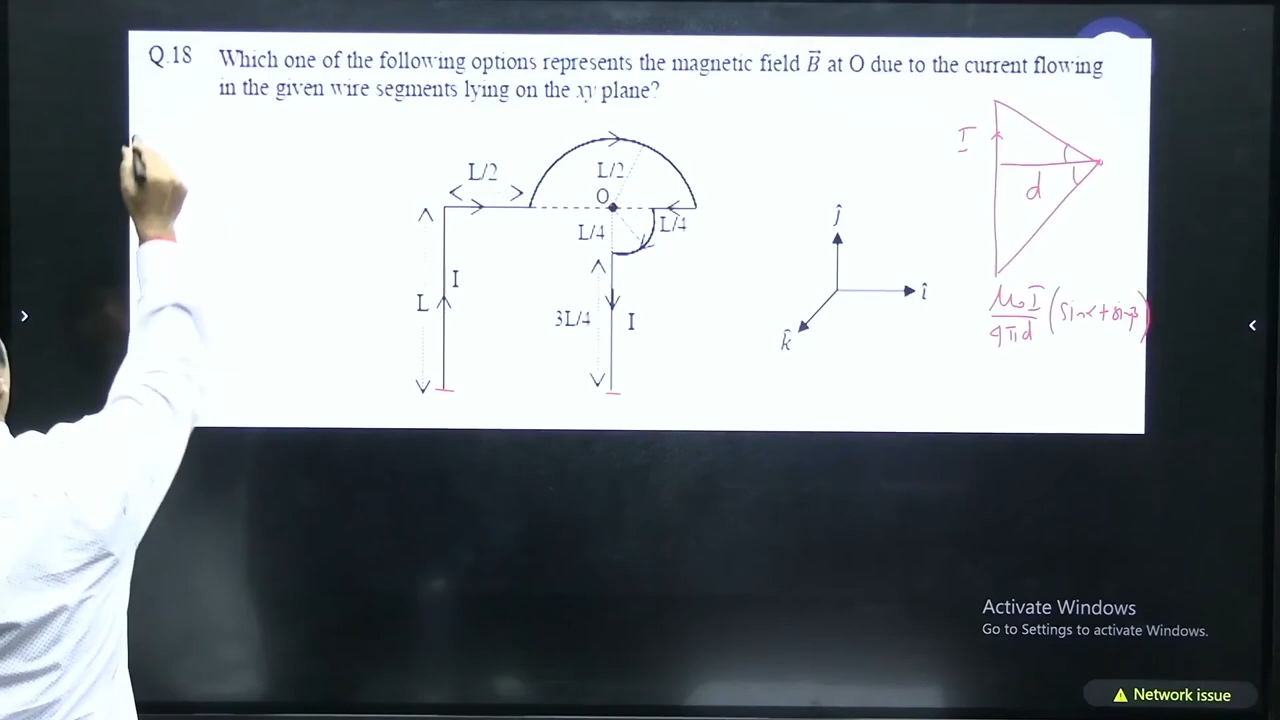 Q.18 Which one of the following options represents the magnetic field B⃗ at O due to the current flowing
in the given wire segments lying on the xy plane?
L/2
L/2
O
L/4
L/4
I
L
3L/4
I
ĵ
î
k̂
I
d
μ₀I/4πd (sinα + sinβ)
Activate Windows
Go to Settings to activate Windows.
Network issue